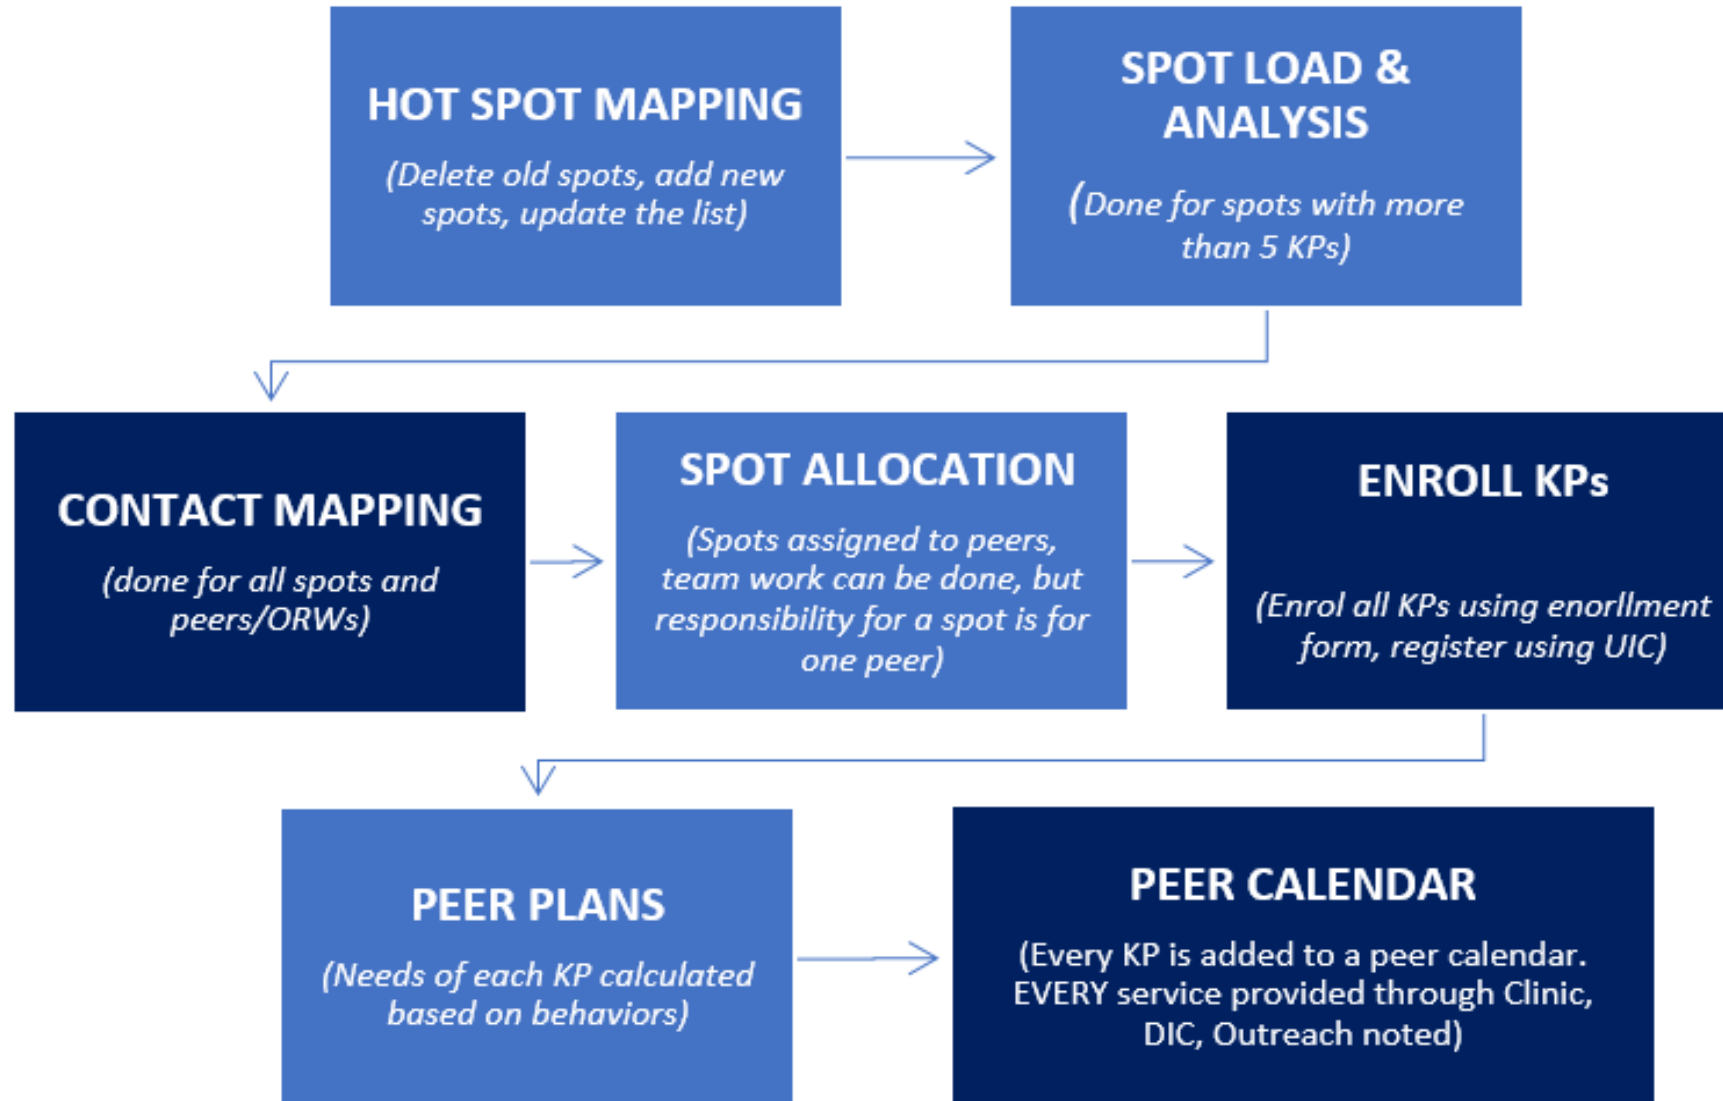 HOT SPOT MAPPING
(Delete old spots, add new
spots, update the list)
SPOT LOAD &
ANALYSIS
(Done for spots with more
than 5 KPs)
CONTACT MAPPING
(done for all spots and
peers/ORWs)
SPOT ALLOCATION
(Spots assigned to peers,
team work can be done, but
responsibility for a spot is for
one peer)
ENROLL KPs
(Enrol all KPs using enorllment
form, register using UIC)
PEER PLANS
(Needs of each KP calculated
based on behaviors)
PEER CALENDAR
(Every KP is added to a peer calendar.
EVERY service provided through Clinic,
DIC, Outreach noted)